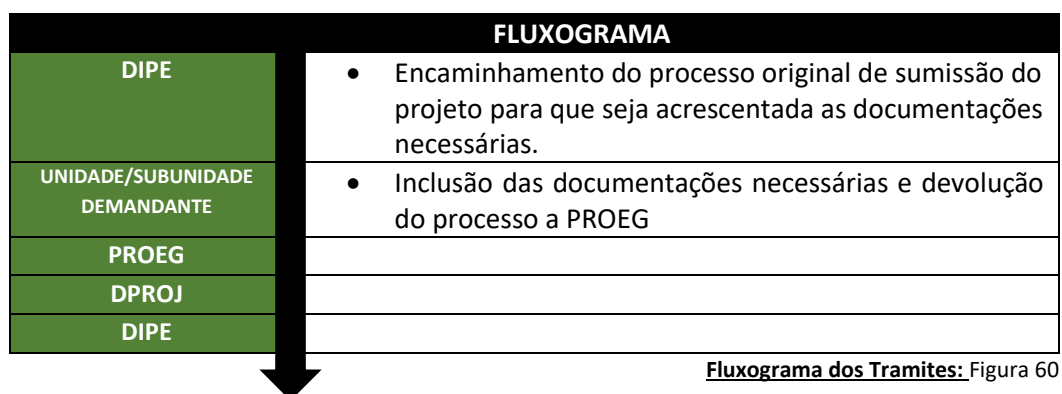 FLUXOGRAMA
DIPE
• Encaminhamento do processo original de sumissão do
projeto para que seja acrescentada as documentações
necessárias.
UNIDADE/SUBUNIDADE
DEMANDANTE
• Inclusão das documentações necessárias e devolução
do processo a PROEG
PROEG
DPROJ
DIPE
Fluxograma dos Tramites: Figura 60